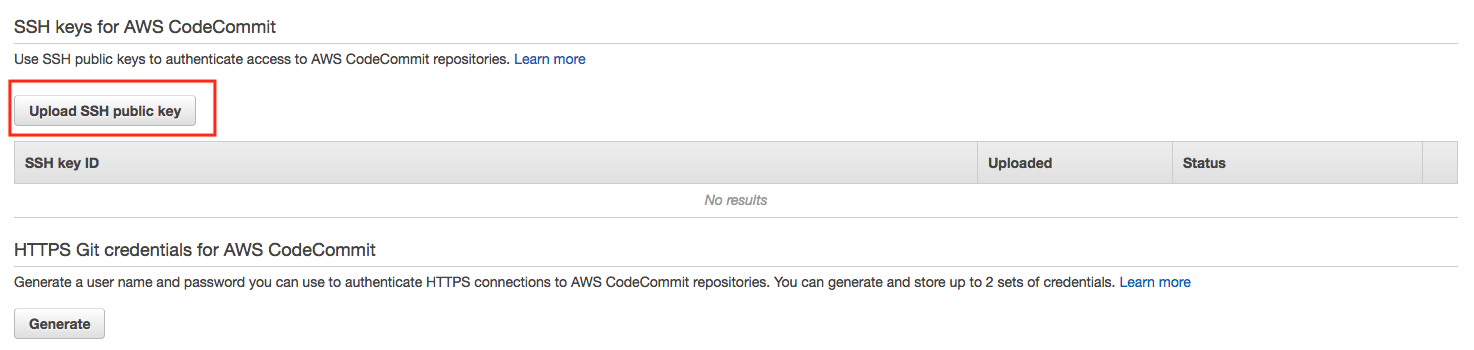 SSH keys for AWS CodeCommit
Use SSH public keys to authenticate access to AWS CodeCommit repositories. Learn more
Upload SSH public key
SSH key ID Uploaded Status
No results
HTTPS Git credentials for AWS CodeCommit
Generate a user name and password you can use to authenticate HTTPS connections to AWS CodeCommit repositories. You can generate and store up to 2 sets of credentials. Learn more
Generate